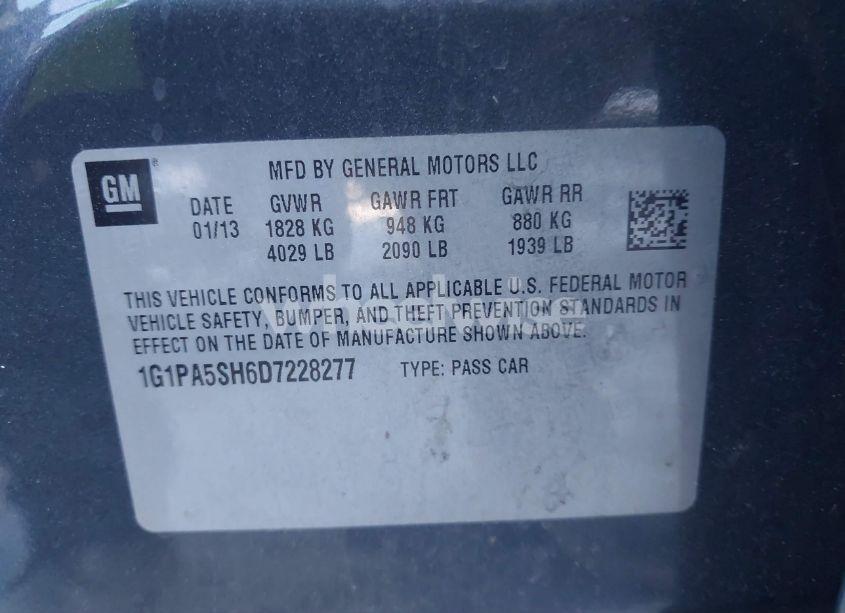 GM
MFD BY GENERAL MOTORS LLC
DATE GVWR GAWR FRT GAWR RR
01/13 1828 KG 948 KG 880 KG
4029 LB 2090 LB 1939 LB
THIS VEHICLE CONFORMS TO ALL APPLICABLE U.S. FEDERAL MOTOR
VEHICLE SAFETY, BUMPER, AND THEFT PREVENTION STANDARDS IN
EFFECT ON THE DATE OF MANUFACTURE SHOWN ABOVE.
1G1PA5SH6D7228277 TYPE: PASS CAR